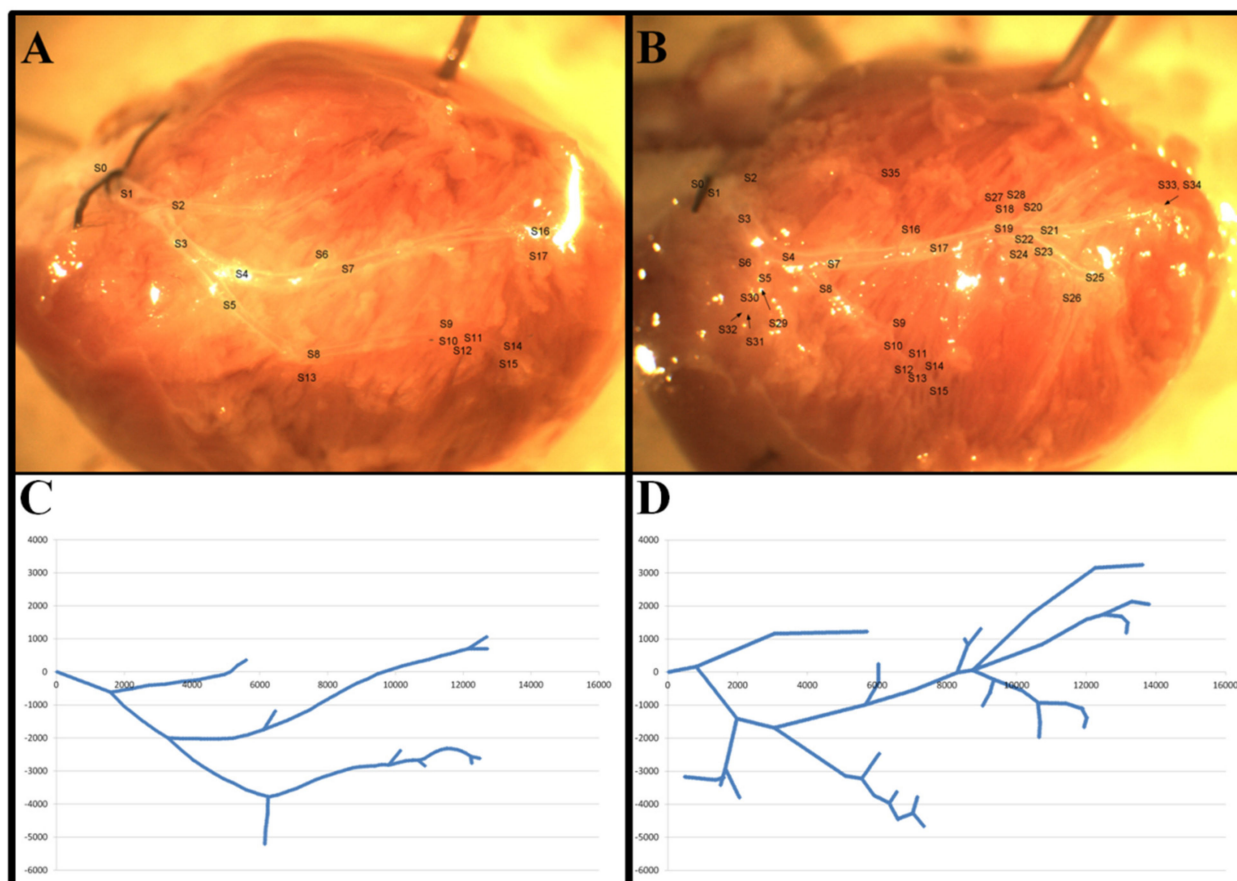 A
S0
S1
S2
S3
S4
S5
S6
S7
S8
S9
S10
S11
S12
S13
S14
S15
S16
S17
B
S0
S1
S2
S3
S4
S5
S6
S7
S8
S9
S10
S11
S12
S13
S14
S15
S16
S17
S18
S19
S20
S21
S22
S23
S24
S25
S26
S27
S28
S29
S30
S31
S32
S33, S34
S35
C
4000
3000
2000
1000
0
-1000
-2000
-3000
-4000
-5000
-6000
0 2000 4000 6000 8000 10000 12000 14000 16000
D
4000
3000
2000
1000
0
-1000
-2000
-3000
-4000
-5000
-6000
0 2000 4000 6000 8000 10000 12000 14000 16000